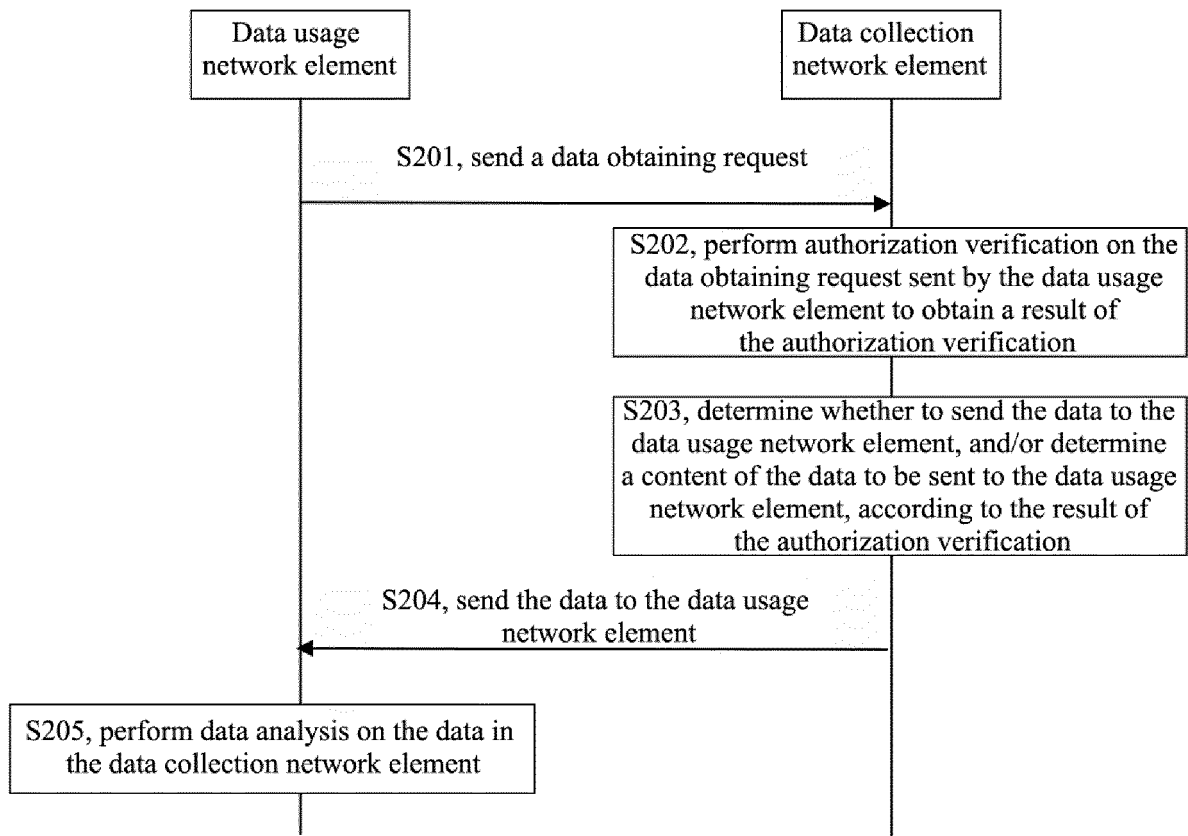 Data usage
network element
Data collection
network element
S201, send a data obtaining request
S202, perform authorization verification on the
data obtaining request sent by the data usage
network element to obtain a result of
the authorization verification
S203, determine whether to send the data to the
data usage network element, and/or determine
a content of the data to be sent to the data usage
network element, according to the result of
the authorization verification
S204, send the data to the data usage
network element
S205, perform data analysis on the data in
the data collection network element